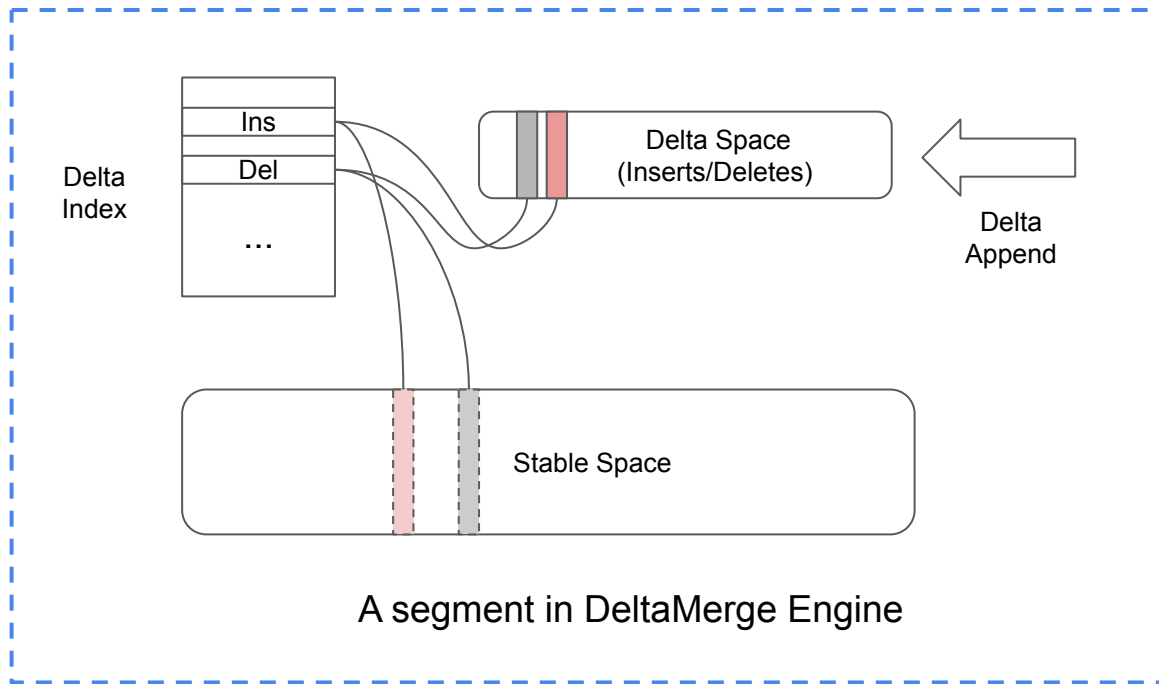 Ins
Del
...
Delta
Index
Delta Space
(Inserts/Deletes)
Delta
Append
Stable Space
A segment in DeltaMerge Engine